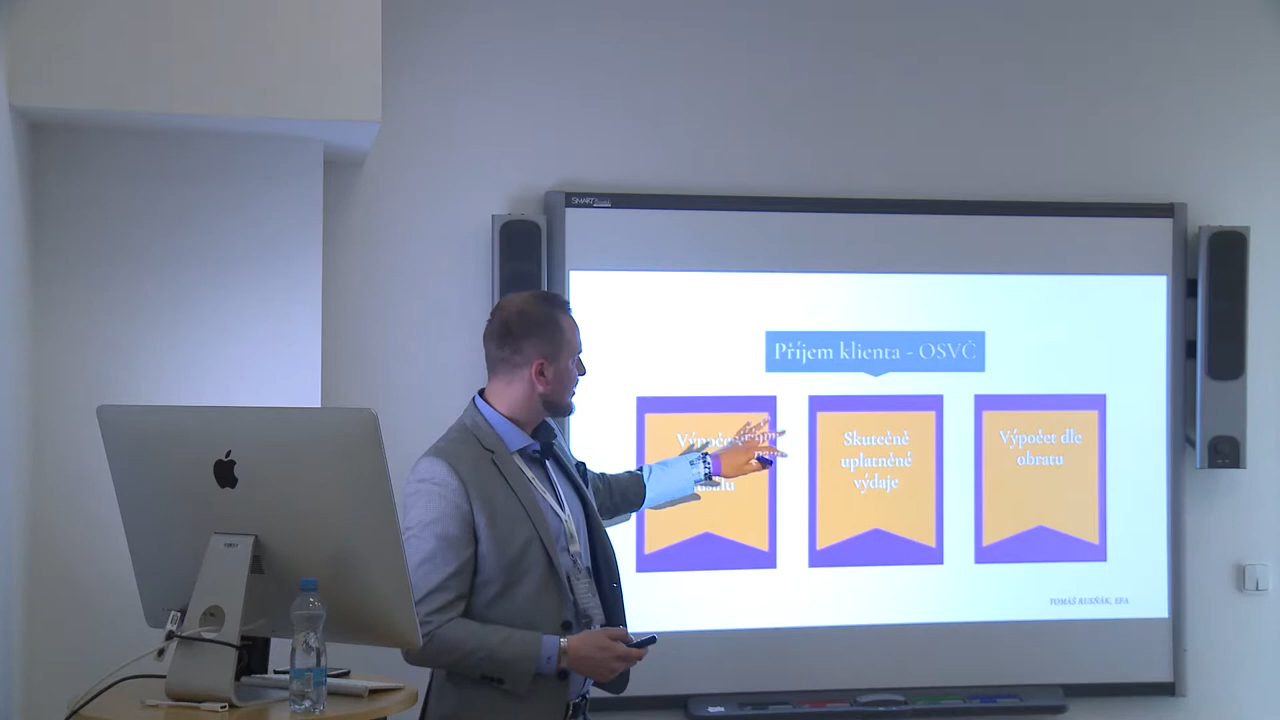 SMART
Příjem klienta - OSVČ
Skutečně
uplatněné
výdaje
Výpočet dle
obratu
TOMÁŠ RUSŇÁK, EFA